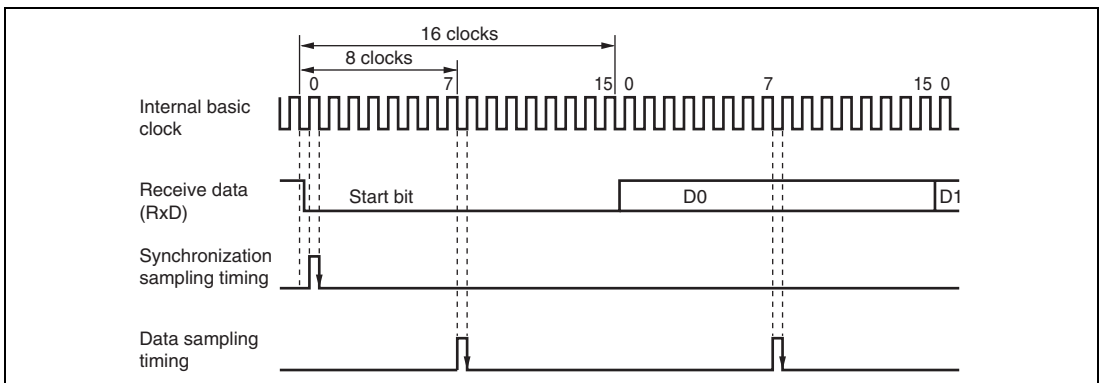 16 clocks
8 clocks
0 7 15 0 7 15 0
Internal basic
clock
Receive data
(RxD)
Start bit D0 D1
Synchronization
sampling timing
Data sampling
timing